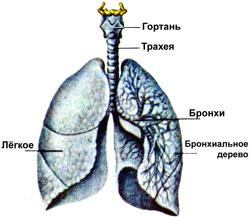 Гортань
Трахея
Бронхи
Лёгкое
Бронхиальное
дерево